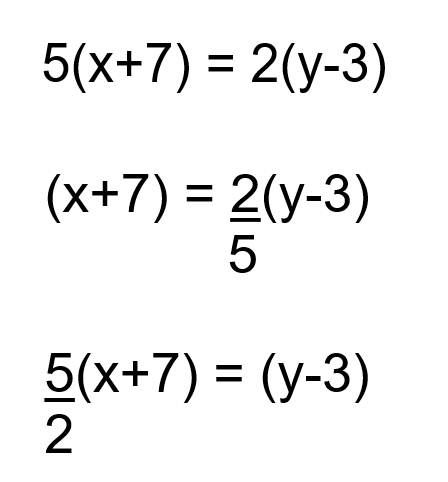 5(x+7) = 2(y-3)
(x+7) = 2/5(y-3)
5/2(x+7) = (y-3)